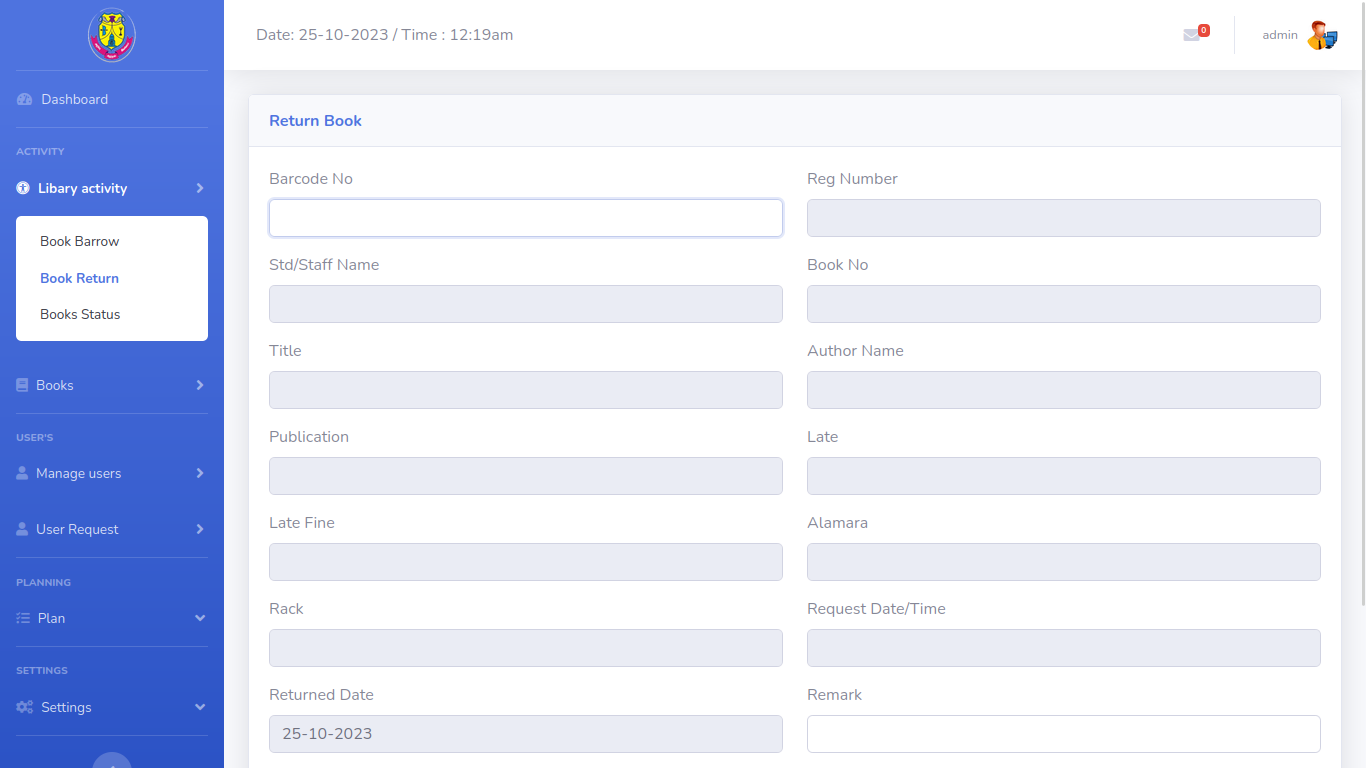 Date: 25-10-2023 / Time : 12:19am
0
admin
Dashboard
ACTIVITY
Libary activity
Book Barrow
Book Return
Books Status
Books
USER'S
Manage users
User Request
PLANNING
Plan
SETTINGS
Settings
Return Book
Barcode No
Reg Number
Std/Staff Name
Book No
Title
Author Name
Publication
Late
Late Fine
Alamara
Rack
Request Date/Time
Returned Date
Remark
25-10-2023